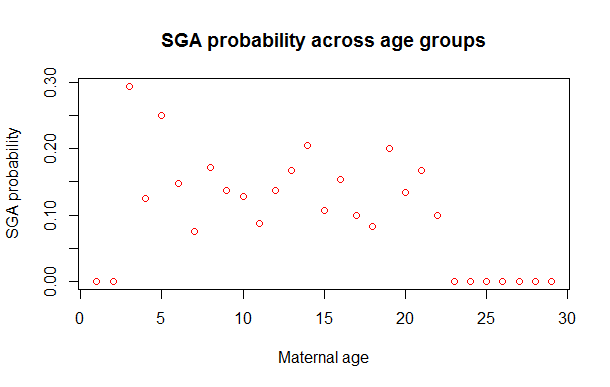 SGA probability across age groups
SGA probability
0.30
0.20
0.10
0.00
0 5 10 15 20 25 30
Maternal age